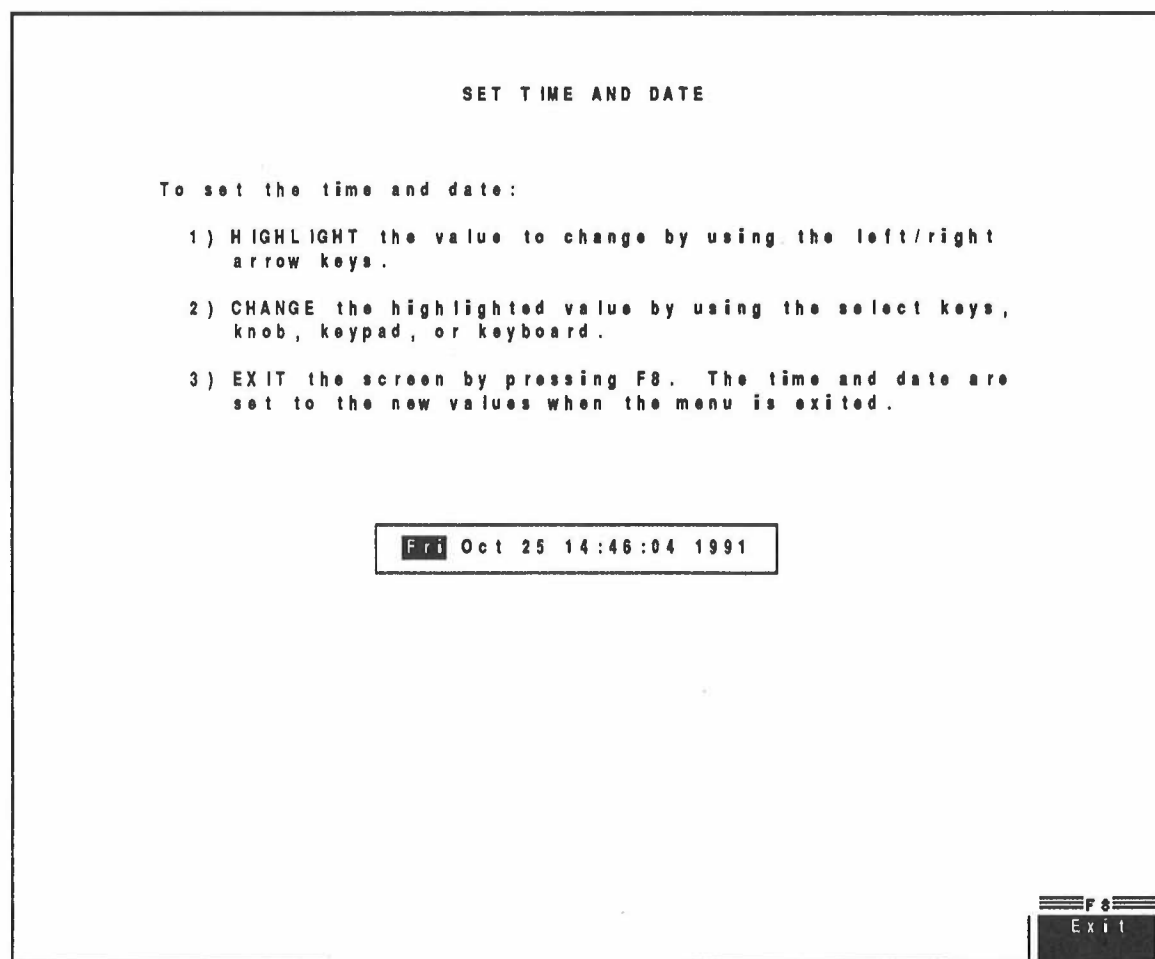 SET TIME AND DATE
To set the time and date:
1) HIGHLIGHT the value to change by using the left/right
arrow keys.
2) CHANGE the highlighted value by using the select keys,
knob, keypad, or keyboard.
3) EXIT the screen by pressing F8. The time and date are
set to the new values when the menu is exited.
Fri Oct 25 14:46:04 1991
F8
Exit